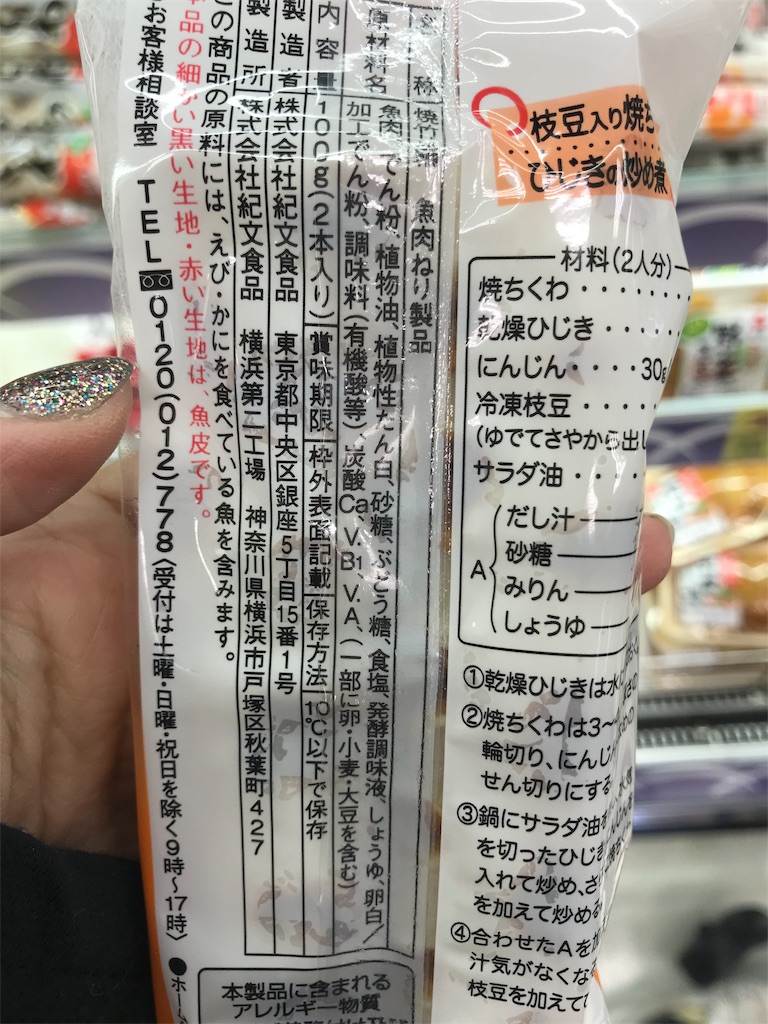 枝豆入り焼ち
ひじきの炒め煮
材料(2人分)
焼ちくわ・・・・・・
乾燥ひじき・・・・・
にんじん・・・・30g
冷凍枝豆・・・・・
(ゆでてさやから出し
サラダ油・・・・
A
だし汁
砂糖
みりん
しょうゆ
①乾燥ひじきは水
②焼ちくわは3〜
輪切り、にんじ
せん切りにする
③鍋にサラダ油
を切ったひじき
入れて炒め、さ
を加えて炒める
④合わせたAを加
汁気がなくな
枝豆を加えて
名 称 焼竹輪 魚肉ねり製品
原材料名 魚肉、でん粉、植物油、植物性たん白、砂糖、ぶどう糖、食塩、発酵調味液、しょうゆ、卵白/
加工でん粉、調味料(有機酸等)、炭酸Ca、V.B1、V.A、(一部に卵・小麦・大豆を含む)
内容量 100g(2本入り) 賞味期限 枠外表面記載 保存方法 10℃以下で保存
製造者 株式会社紀文食品 東京都中央区銀座5丁目15番1号
製造所 株式会社紀文食品 横浜第二工場 神奈川県横浜市戸塚区秋葉町427
この商品の原料には、えび・かにを食べている魚を含みます。
本品の細かい黒い生地・赤い生地は、魚皮です。
お客様相談室 TEL 0120(012)778〈受付は土曜・日曜・祝日を除く9時〜17時〉
●ホーム
本製品に含まれる
アレルギー物質